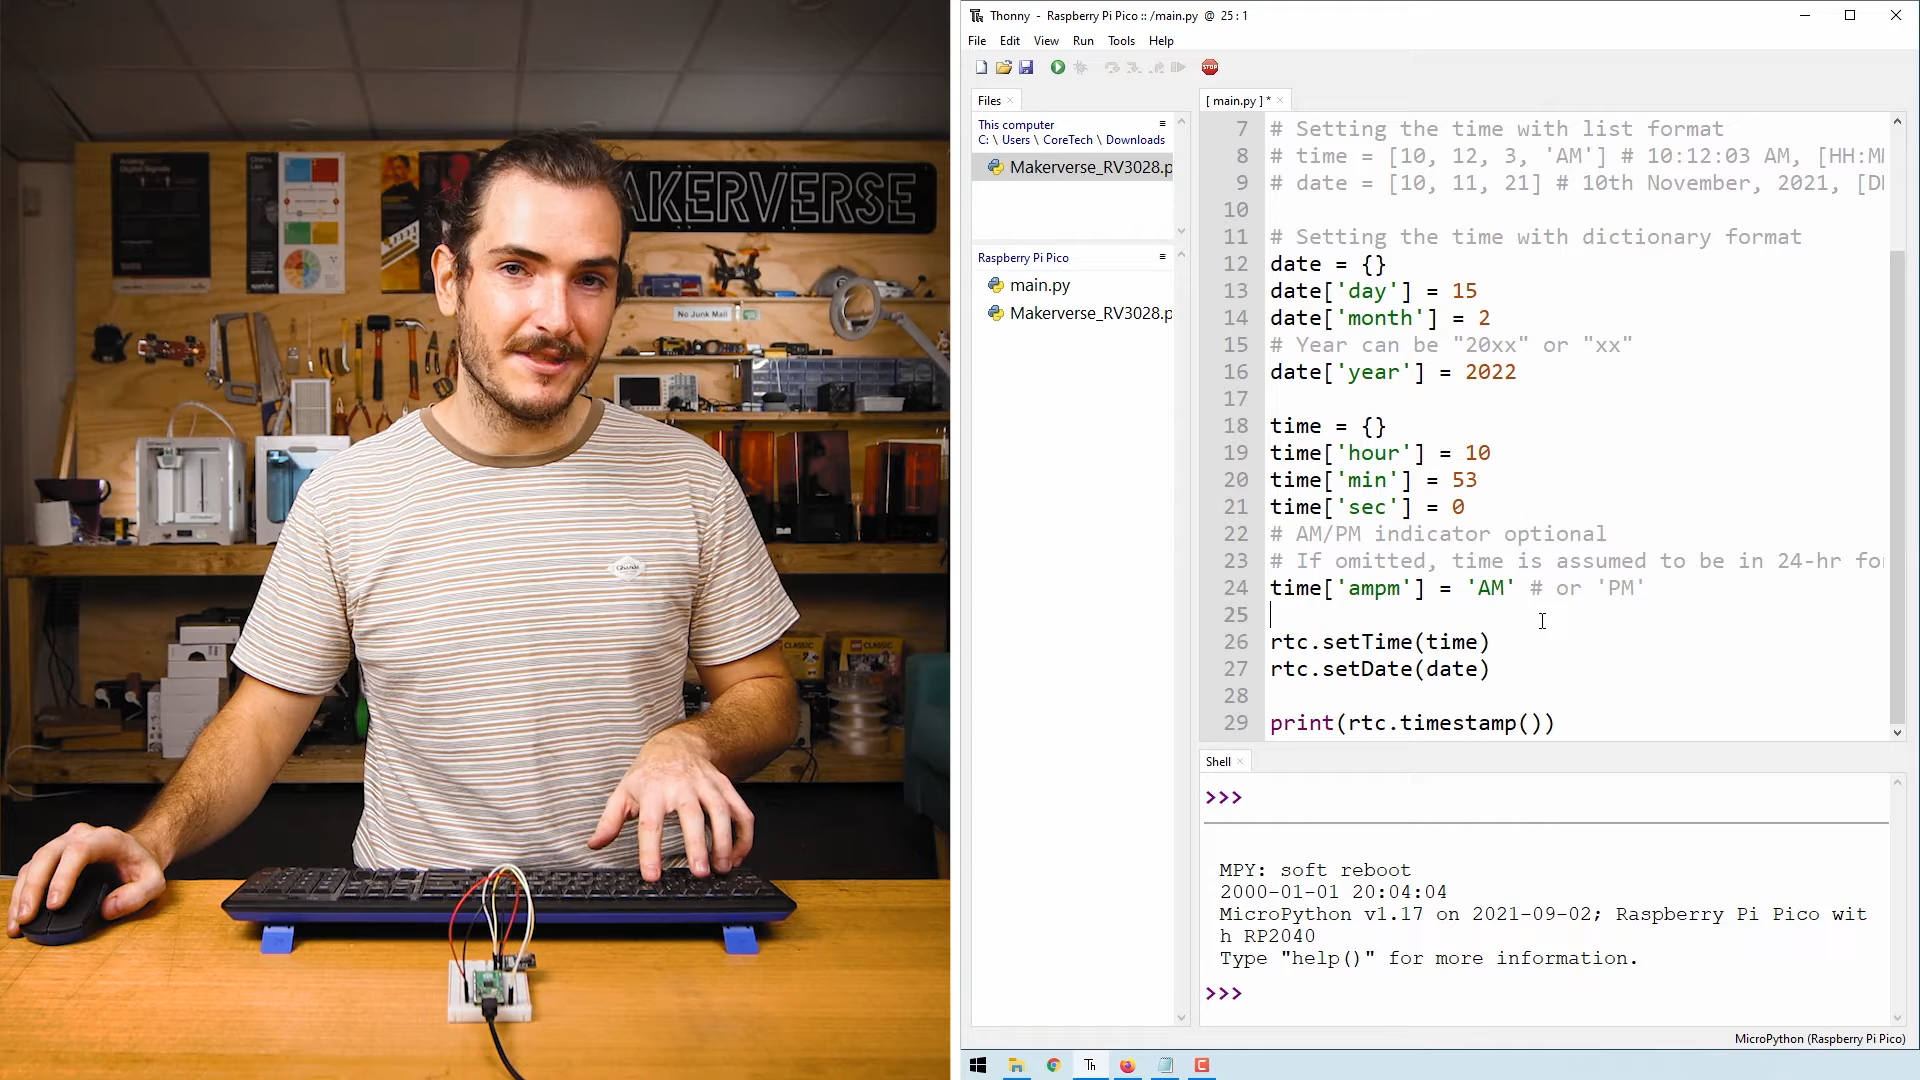 MAKERVERSE
No Junk Mail
Thonny - Raspberry Pi Pico :: /main.py @ 25 : 1
File Edit View Run Tools Help
STOP
Files
[ main.py ] *
This computer
C: \ Users \ CoreTech \ Downloads
Makerverse_RV3028.p
Raspberry Pi Pico
main.py
Makerverse_RV3028.p
7 # Setting the time with list format
8 # time = [10, 12, 3, 'AM'] # 10:12:03 AM, [HH:MM
9 # date = [10, 11, 21] # 10th November, 2021, [D
10
11 # Setting the time with dictionary format
12 date = {}
13 date['day'] = 15
14 date['month'] = 2
15 # Year can be "20xx" or "xx"
16 date['year'] = 2022
17
18 time = {}
19 time['hour'] = 10
20 time['min'] = 53
21 time['sec'] = 0
22 # AM/PM indicator optional
23 # If omitted, time is assumed to be in 24-hr fo
24 time['ampm'] = 'AM' # or 'PM'
25
26 rtc.setTime(time)
27 rtc.setDate(date)
28
29 print(rtc.timestamp())
Shell
>>>
MPY: soft reboot
2000-01-01 20:04:04
MicroPython v1.17 on 2021-09-02; Raspberry Pi Pico wit
h RP2040
Type "help()" for more information.
>>>
MicroPython (Raspberry Pi Pico)
Th